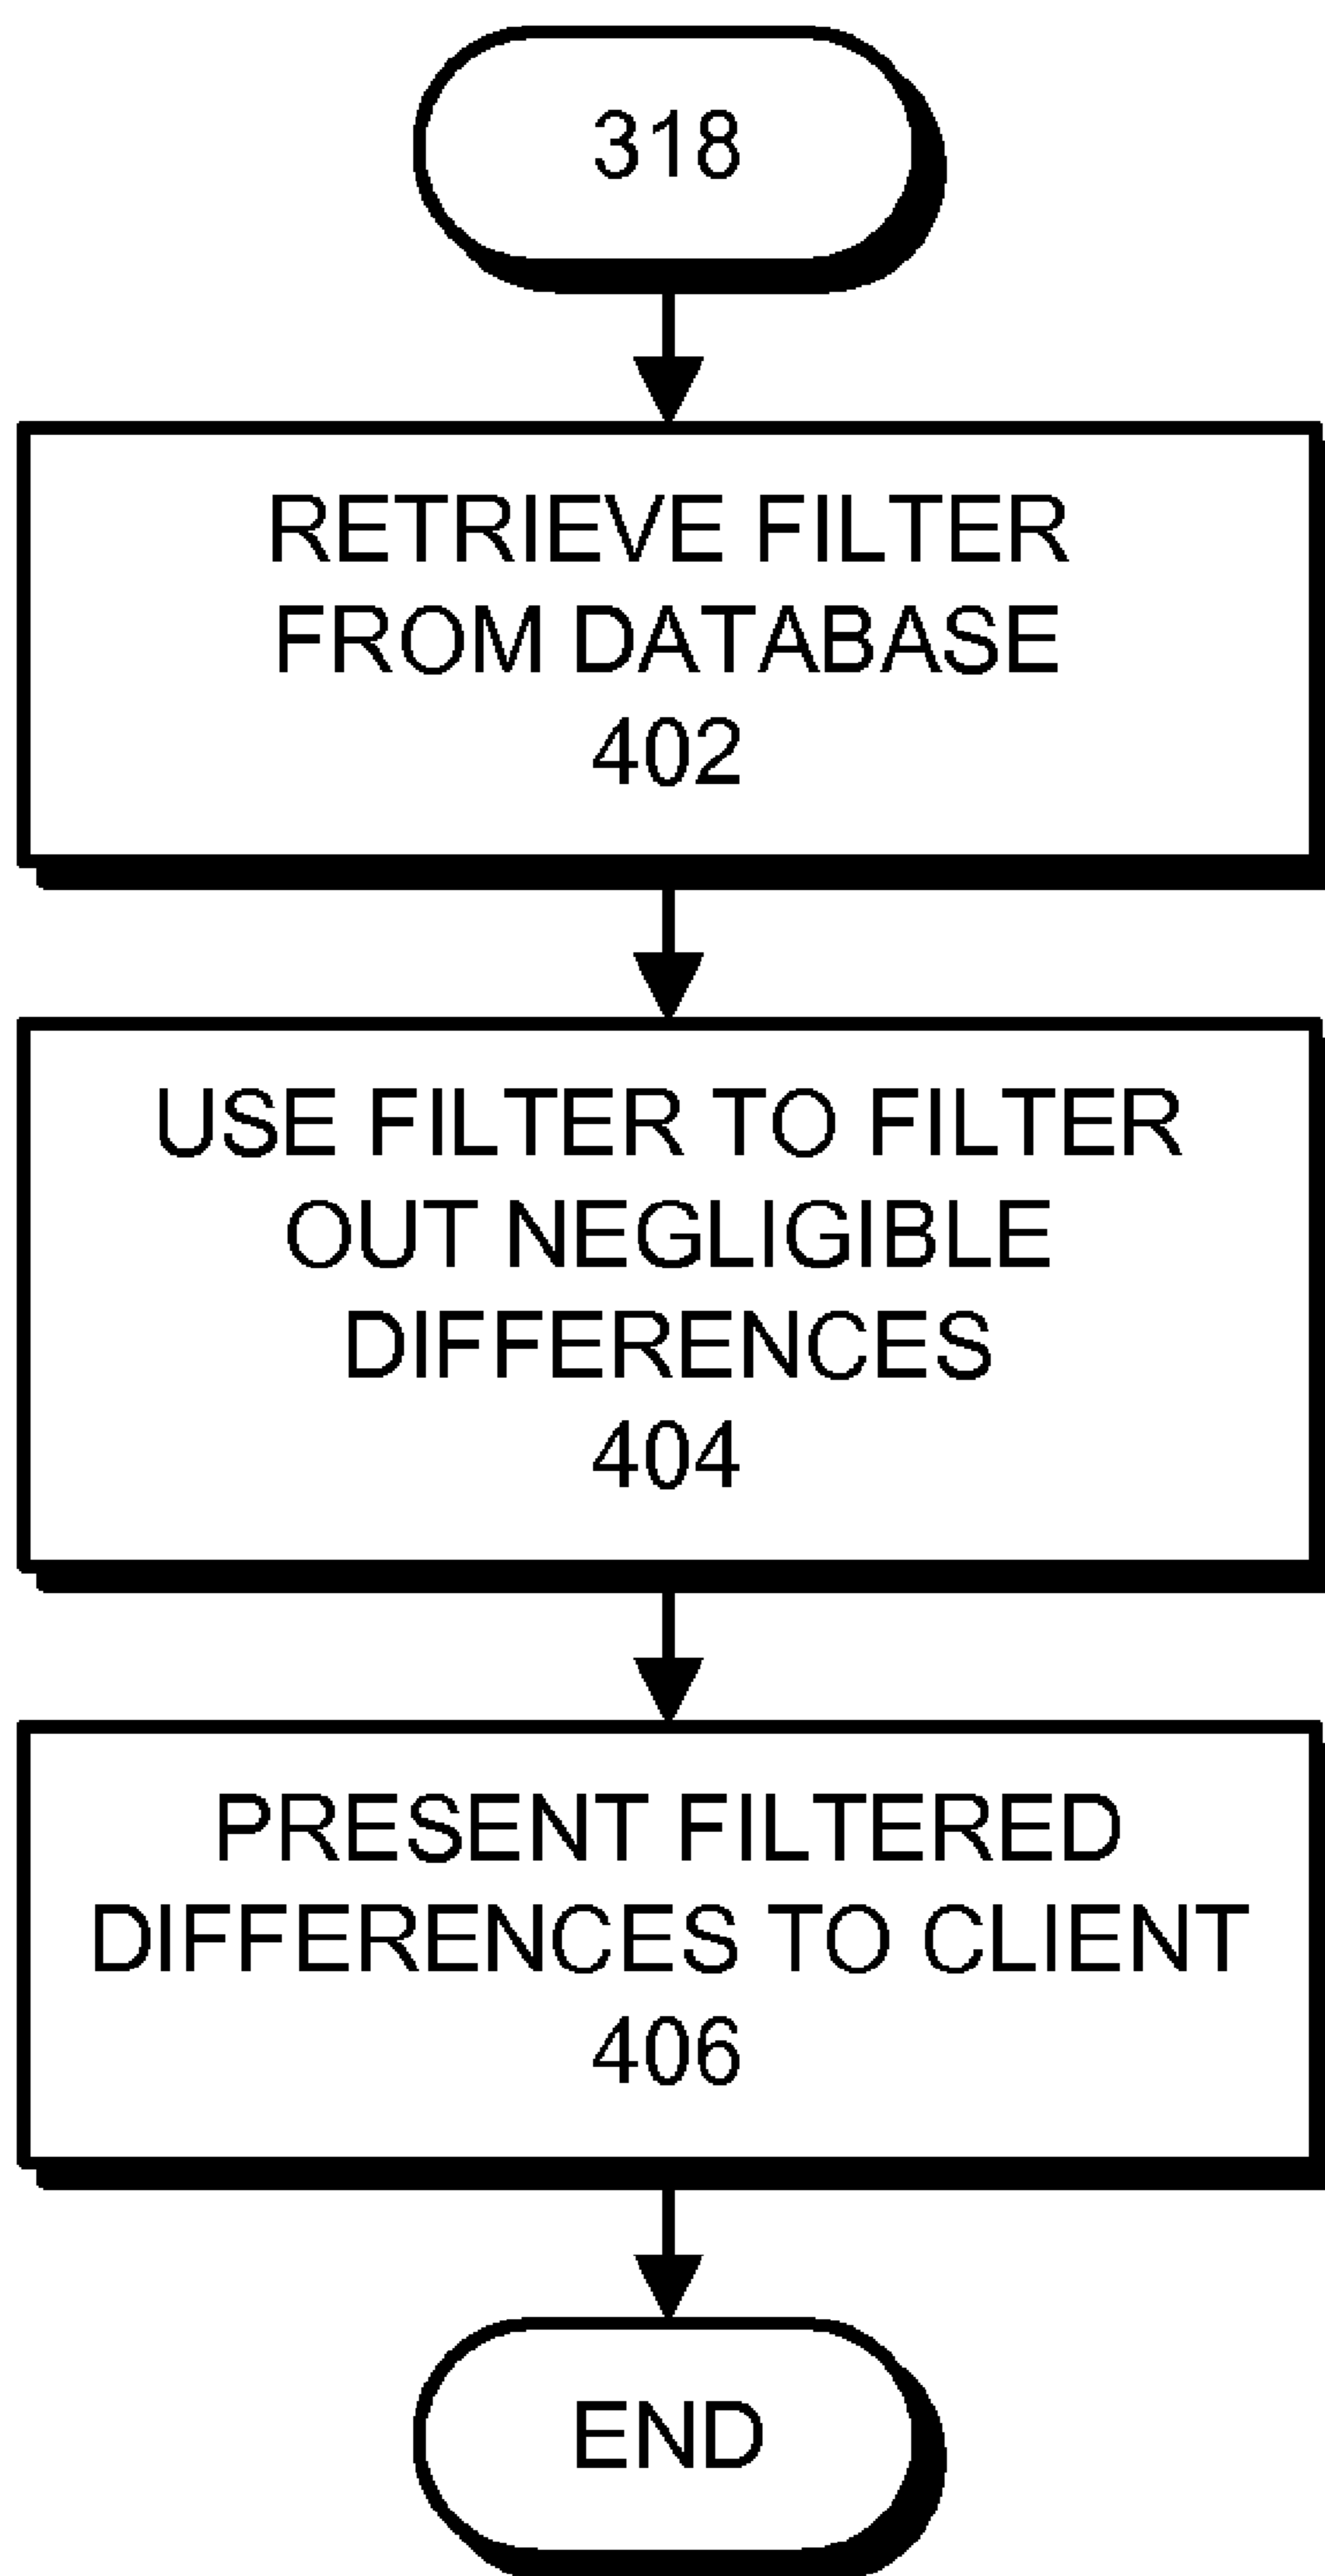 318
RETRIEVE FILTER
FROM DATABASE
402
USE FILTER TO FILTER
OUT NEGLIGIBLE
DIFFERENCES
404
PRESENT FILTERED
DIFFERENCES TO CLIENT
406
END